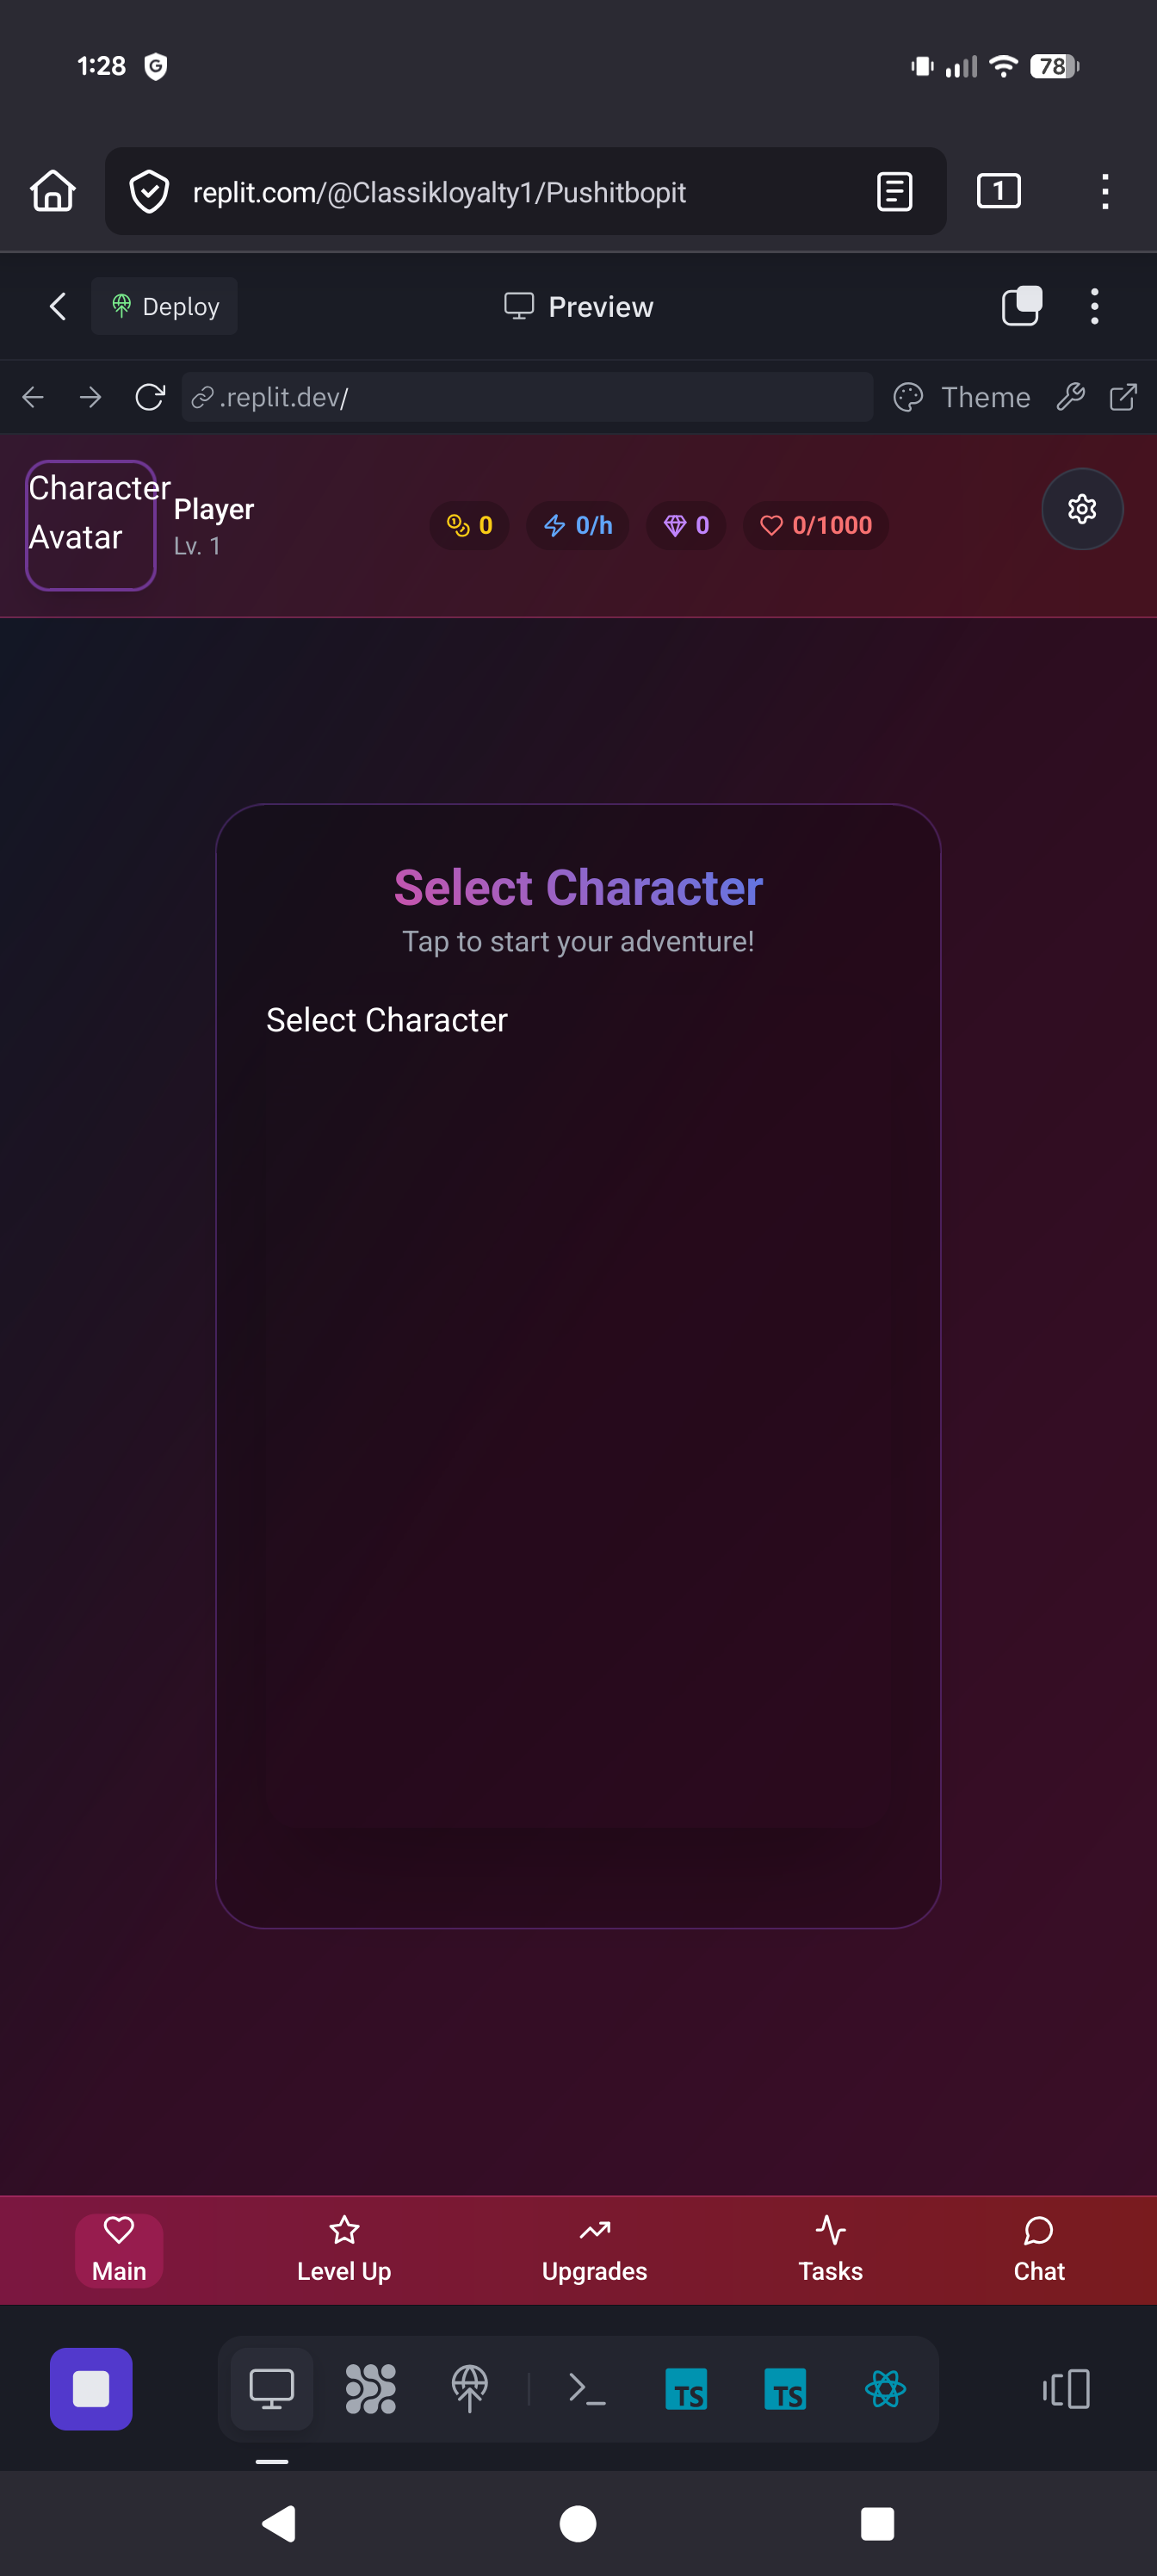 1:28
78
replit.com/@Classikloyalty1/Pushitbopit
1
Deploy
Preview
.replit.dev/
Theme
Character
Avatar
Player
Lv. 1
0
0/h
0
0/1000
Select Character
Tap to start your adventure!
Select Character
Main
Level Up
Upgrades
Tasks
Chat
TS
TS